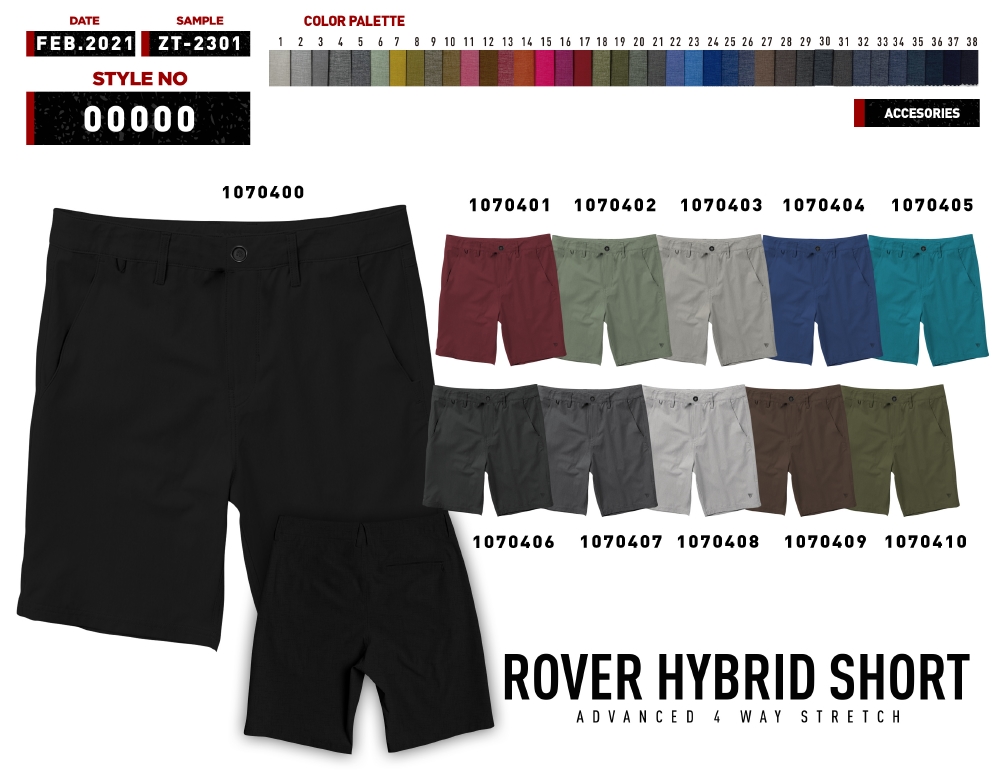 DATE SAMPLE
FEB.2021 ZT-2301
STYLE NO
00000
COLOR PALETTE
1 2 3 4 5 6 7 8 9 10 11 12 13 14 15 16 17 18 19 20 21 22 23 24 25 26 27 28 29 30 31 32 33 34 35 36 37 38
ACCESORIES
1070400
1070401 1070402 1070403 1070404 1070405
1070406 1070407 1070408 1070409 1070410
ROVER HYBRID SHORT
ADVANCED 4 WAY STRETCH